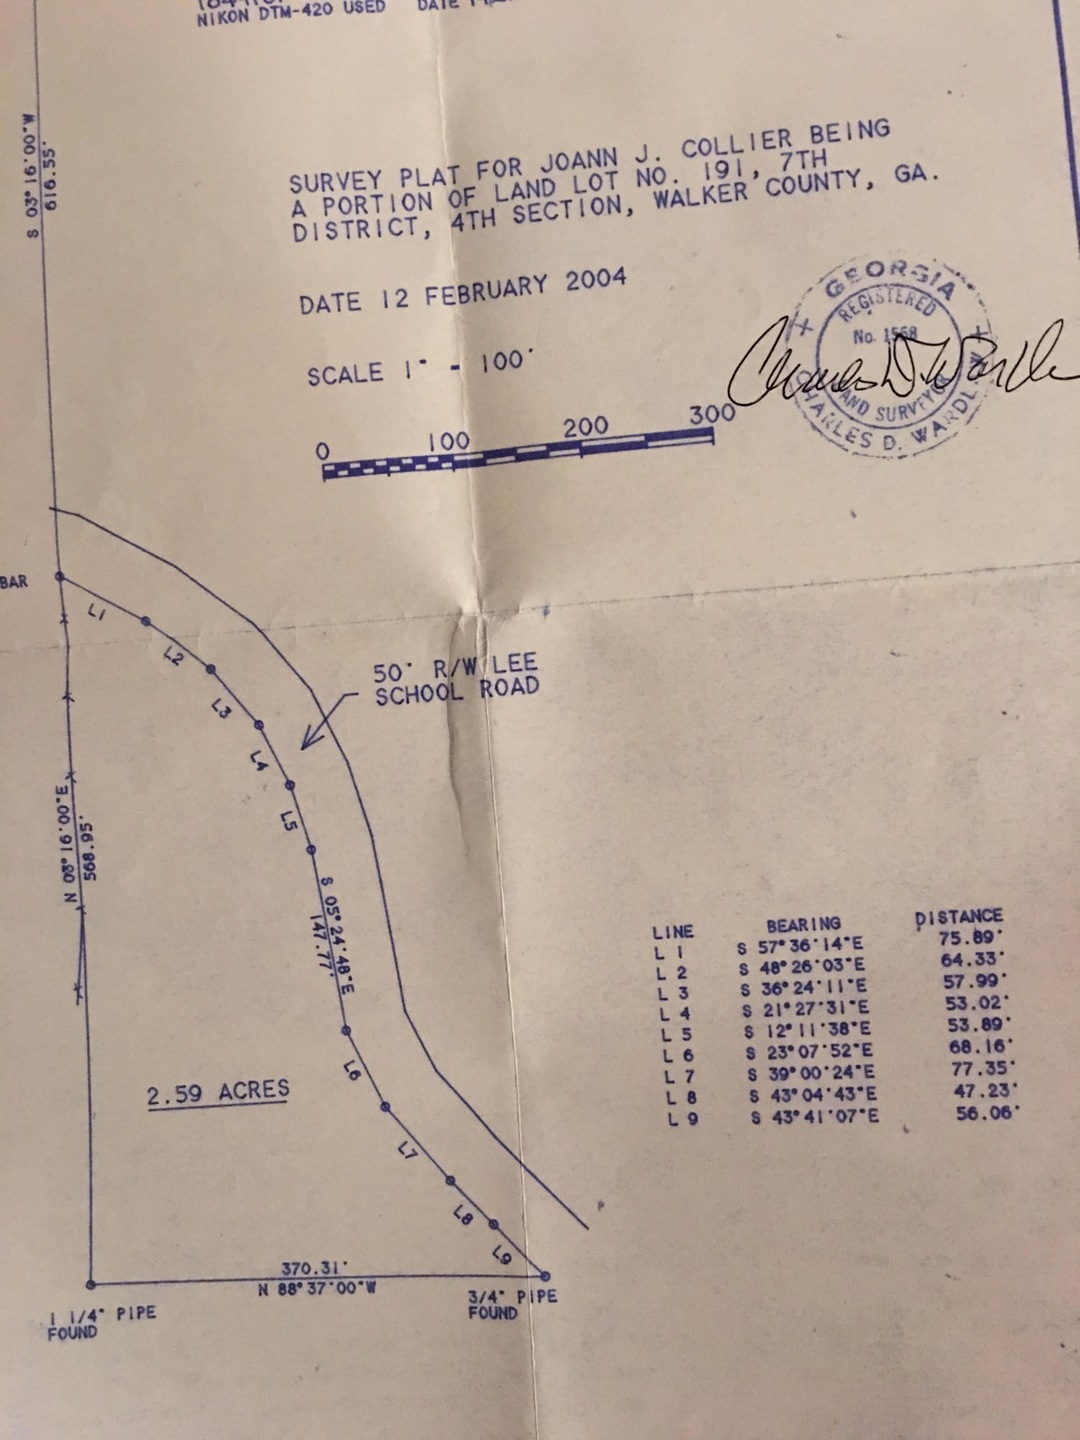 NIKON DTM-420 USED DATE
S 03°16'00"W
616.55'
SURVEY PLAT FOR JOANN J. COLLIER BEING
A PORTION OF LAND LOT NO. 191, 7TH
DISTRICT, 4TH SECTION, WALKER COUNTY, GA.
DATE 12 FEBRUARY 2004
SCALE 1" - 100'
GEORGIA
REGISTERED
No. 1568
LAND SURVEYOR
CHARLES D. WARDLAW
0 100 200 300
BAR
L1
L2
L3
L4
L5
50' R/W LEE
SCHOOL ROAD
N 03°16'00"E
568.95'
S 05°24'48"E
147.77'
LINE BEARING DISTANCE
L 1 S 57°36'14"E 75.89'
L 2 S 48°26'03"E 64.33'
L 3 S 36°24'11"E 57.99'
L 4 S 21°27'31"E 53.02'
L 5 S 12°11'38"E 53.89'
L 6 S 23°07'52"E 68.16'
L 7 S 39°00'24"E 77.35'
L 8 S 43°04'43"E 47.23'
L 9 S 43°41'07"E 56.06'
L6
2.59 ACRES
L7
L8
L9
370.31'
N 88°37'00"W
1 1/4" PIPE
FOUND
3/4" PIPE
FOUND